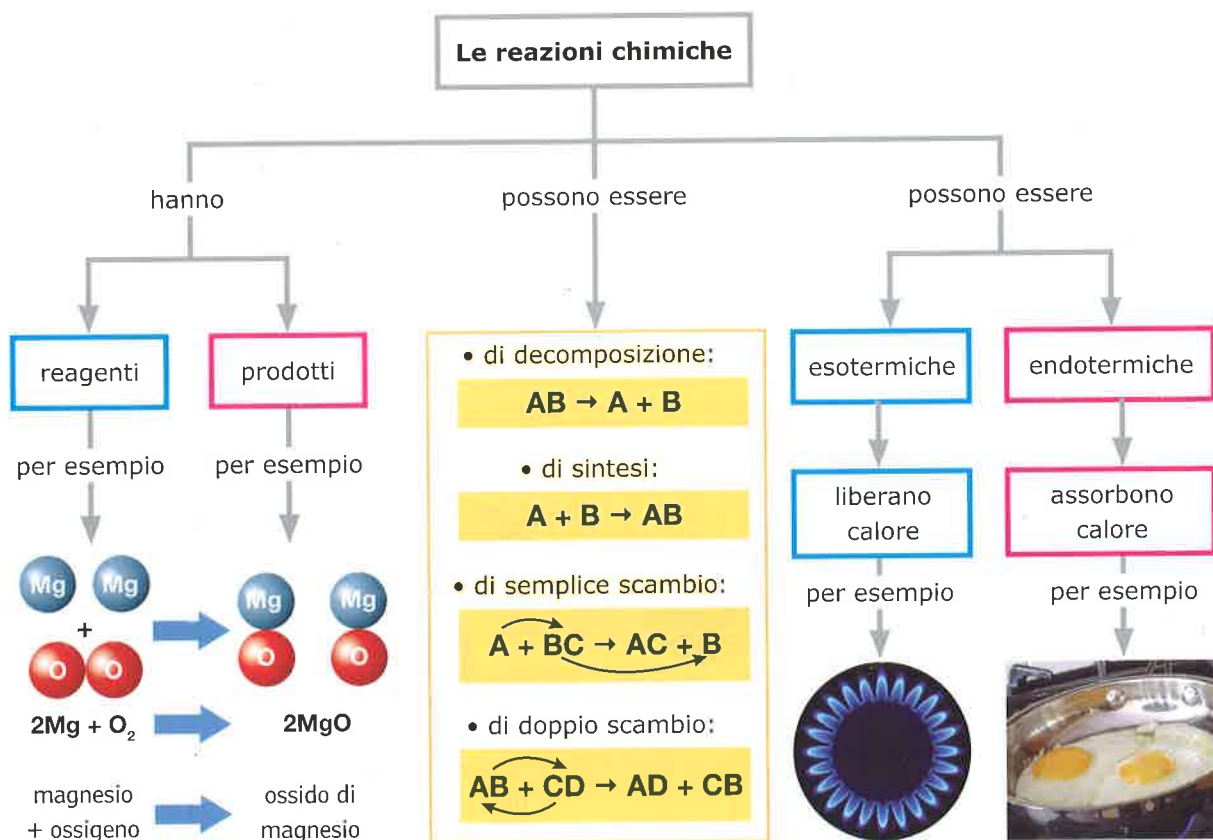 Le reazioni chimiche
hanno
possono essere
possono essere
reagenti
prodotti
per esempio
per esempio
Mg Mg
+
O O
Mg Mg
O O
2Mg + O₂
2MgO
magnesio
+ ossigeno
ossido di
magnesio
• di decomposizione:
AB → A + B
• di sintesi:
A + B → AB
• di semplice scambio:
A + BC → AC + B
• di doppio scambio:
AB + CD → AD + CB
esotermiche
endotermiche
liberano
calore
assorbono
calore
per esempio
per esempio